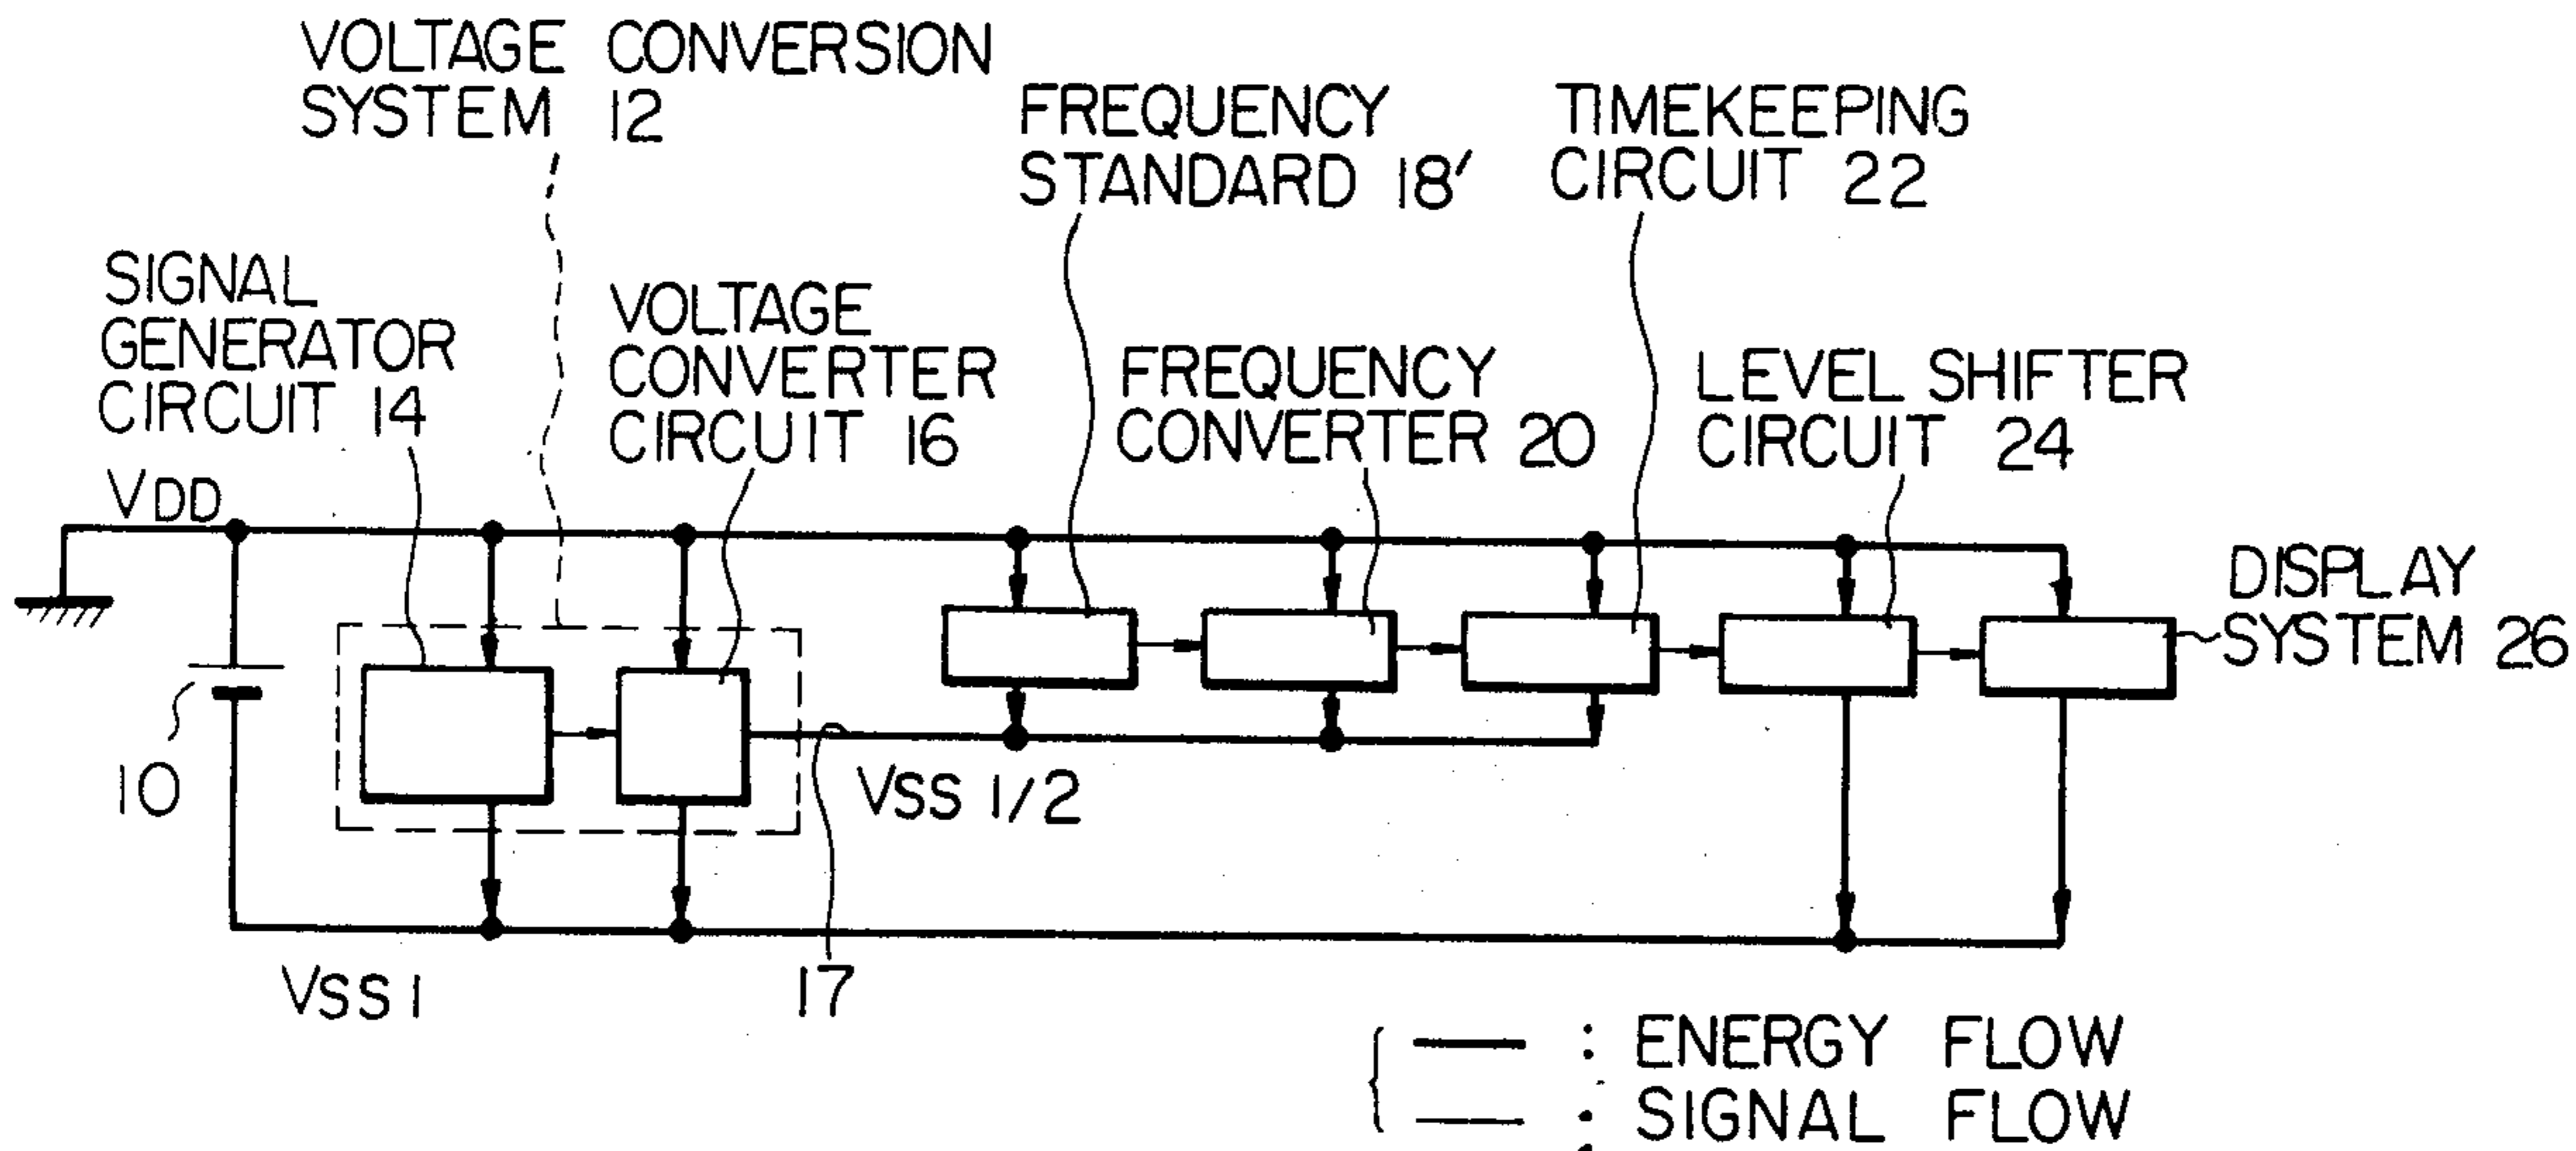 VOLTAGE CONVERSION
SYSTEM 12
FREQUENCY
STANDARD 18'
TIMEKEEPING
CIRCUIT 22
SIGNAL
GENERATOR
CIRCUIT 14
VOLTAGE
CONVERTER
CIRCUIT 16
FREQUENCY
CONVERTER 20
LEVEL SHIFTER
CIRCUIT 24
VDD
DISPLAY
SYSTEM 26
10
VSS 1/2
VSS 1
17
: ENERGY FLOW
: SIGNAL FLOW